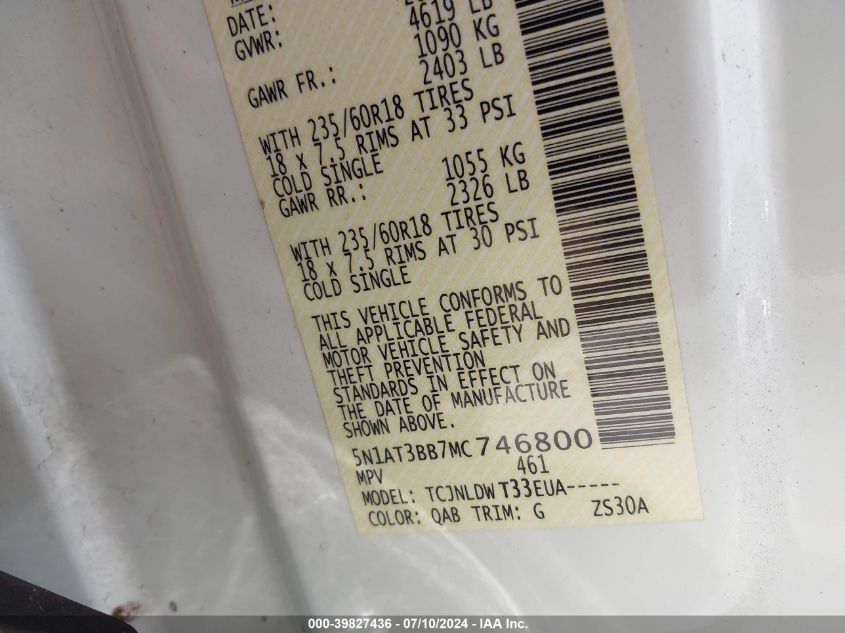 DATE:
GVWR: 4619 LB
1090 KG
GAWR FR.: 2403 LB
WITH 235/60R18 TIRES
18 X 7.5 RIMS AT 33 PSI
COLD SINGLE
1055 KG
GAWR RR.: 2326 LB
WITH 235/60R18 TIRES
18 X 7.5 RIMS AT 30 PSI
COLD SINGLE
THIS VEHICLE CONFORMS TO
ALL APPLICABLE FEDERAL
MOTOR VEHICLE SAFETY AND
THEFT PREVENTION
STANDARDS IN EFFECT ON
THE DATE OF MANUFACTURE
SHOWN ABOVE.
5N1AT3BB7MC746800
MPV 461
MODEL: TCJNLDWT33EUA-----
COLOR: QAB TRIM: G ZS30A
000-39827436 - 07/10/2024 - IAA Inc.